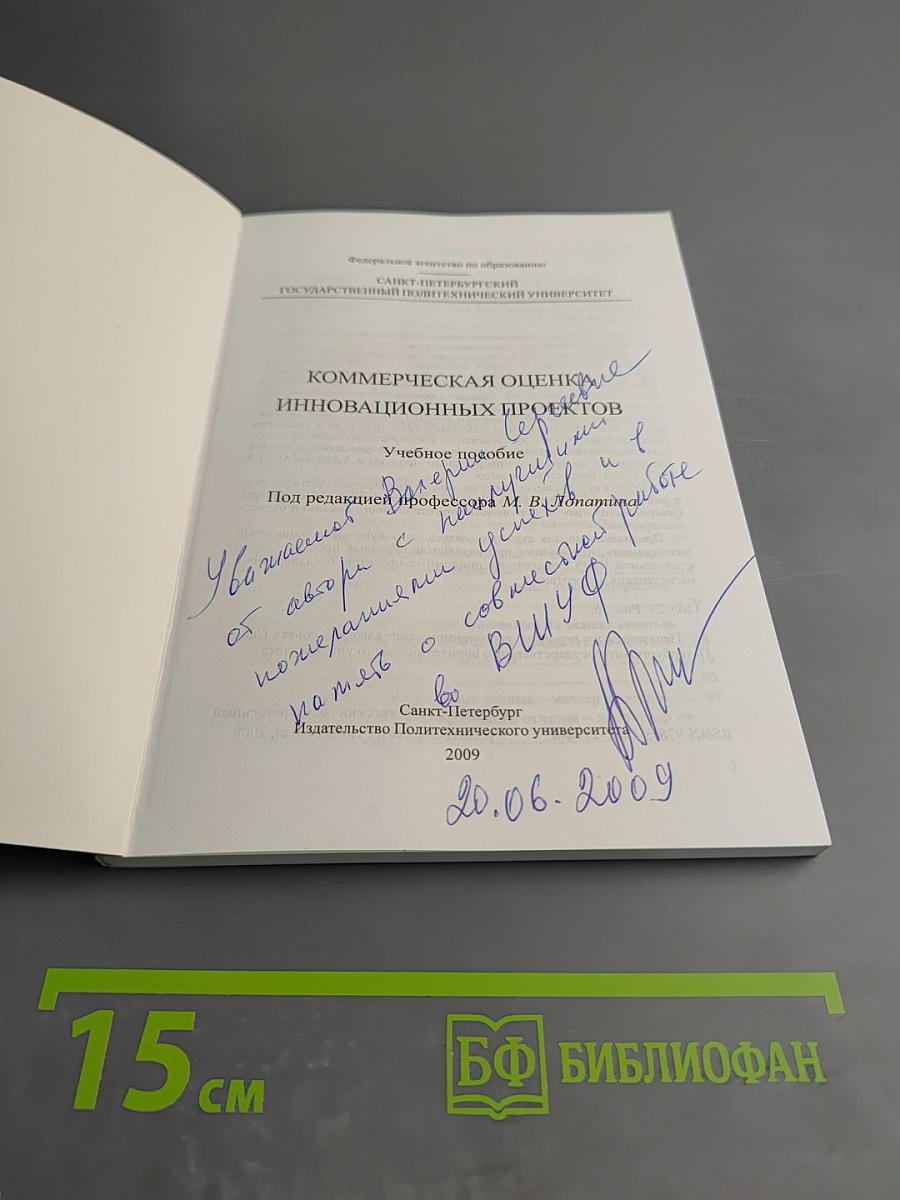 Федеральное агентство по образованию
САНКТ-ПЕТЕРБУРГСКИЙ
ГОСУДАРСТВЕННЫЙ ПОЛИТЕХНИЧЕСКИЙ УНИВЕРСИТЕТ
КОММЕРЧЕСКАЯ ОЦЕНКА
ИННОВАЦИОННЫХ ПРОЕКТОВ
Учебное пособие
Под редакцией профессора М. В. Лопатина
Уважаемой Валерии Сергеевне
от автора с наилучшими
пожеланиями успехов и в
память о совместной работе
во ВШУФ
Санкт-Петербург
Издательство Политехнического университета
2009
20.06.2009
15 см
БФ БИБЛИОФАН